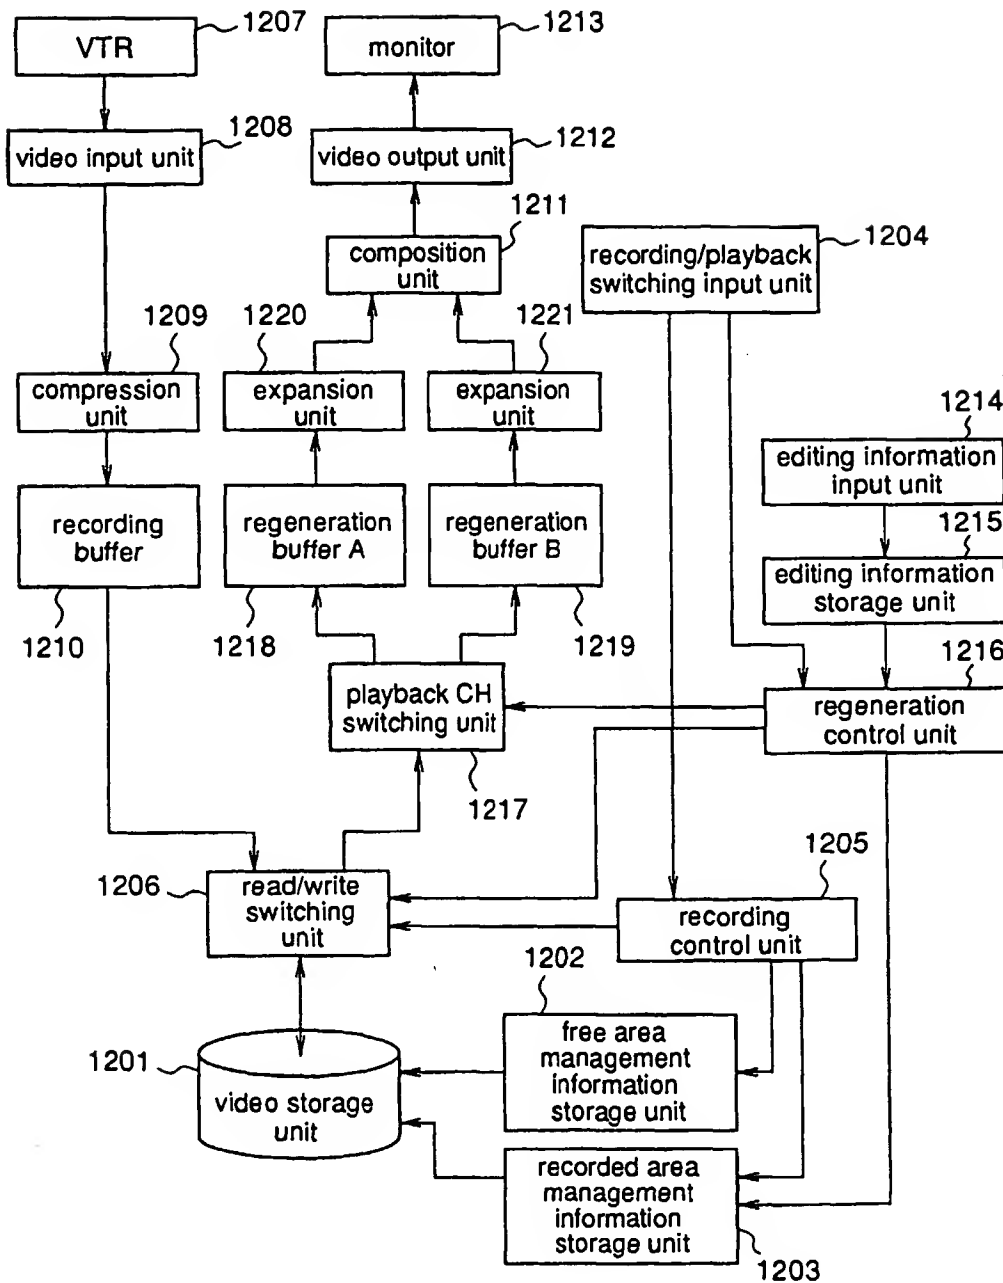 1207
VTR
1213
monitor
1208
video input unit
1212
video output unit
1211
composition
unit
1204
recording/playback
switching input unit
1209
compression
unit
1220
expansion
unit
1221
expansion
unit
1214
editing information
input unit
recording
buffer
1210
regeneration
buffer A
1218
regeneration
buffer B
1219
1215
editing information
storage unit
1216
regeneration
control unit
playback CH
switching unit
1217
1206
read/write
switching
unit
1205
recording
control unit
1202
free area
management
information
storage unit
1201
video storage
unit
recorded area
management
information
storage unit
1203